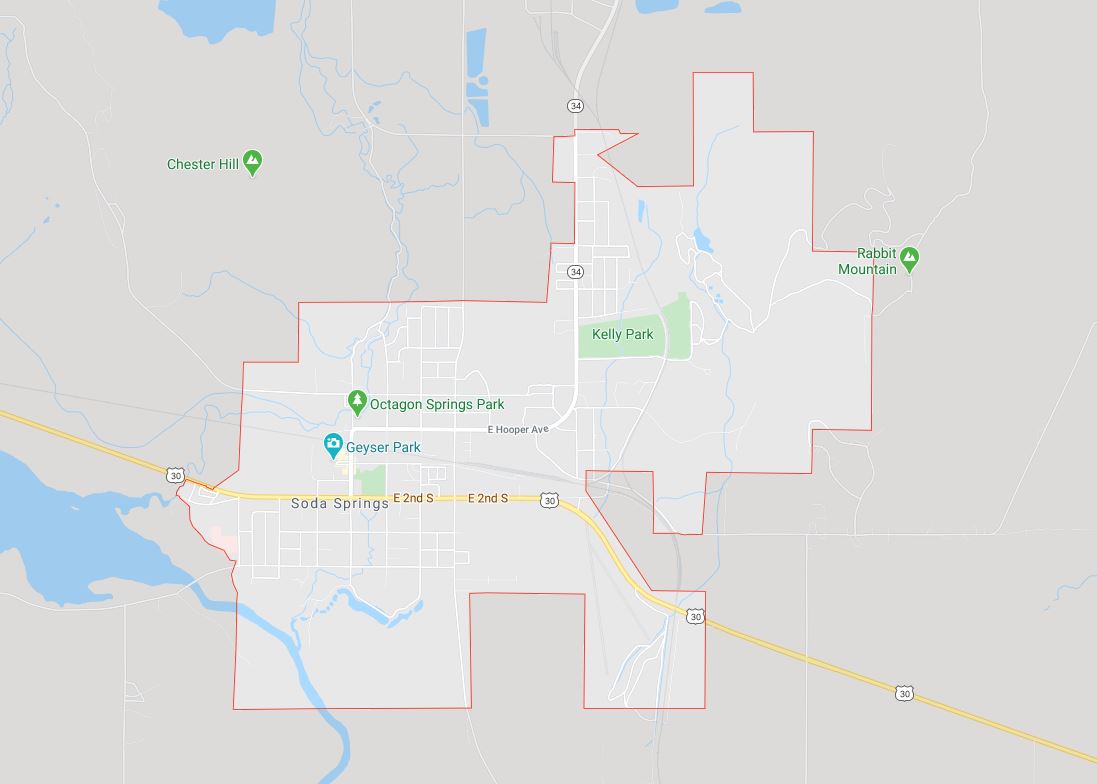 34
Chester Hill
Rabbit
Mountain
34
Kelly Park
Octagon Springs Park
E Hooper Ave
Geyser Park
30
E 2nd S
E 2nd S
30
Soda Springs
30
30